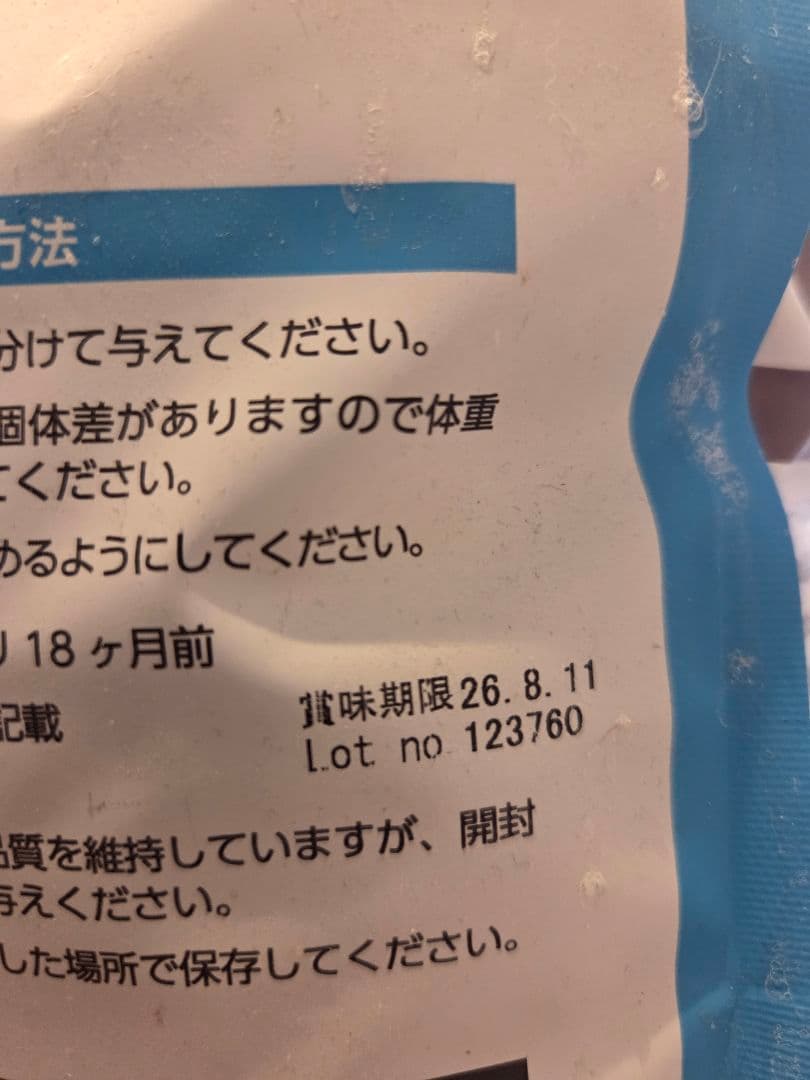 方法
分けて与えてください。
個体差がありますので体重
てください。
めるようにしてください。
り 18 ヶ月前
賞味期限 26. 8. 11
記載
Lot no 123760
品質を維持していますが、開封
与えください。
した場所で保存してください。